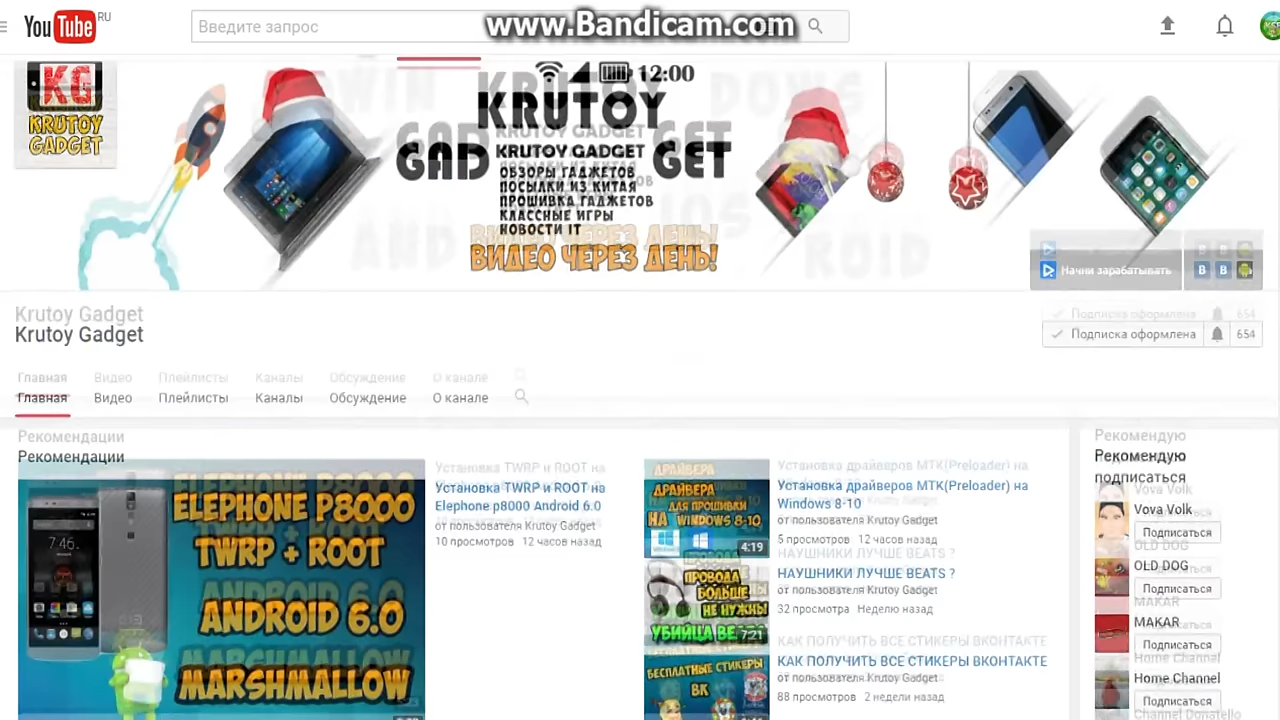 YouTube RU
Введите запрос
www.Bandicam.com
KG
KRUTOY
GADGET
12:00
KRUTOY
GADGET
KRUTOY GADGET
ОБЗОРЫ ГАДЖЕТОВ
ПОСЫЛКИ ИЗ КИТАЯ
ПРОШИВКА ГАДЖЕТОВ
КЛАССНЫЕ ИГРЫ
НОВОСТИ IT
ВИДЕО ЧЕРЕЗ ДЕНЬ!
Начни зарабатывать
Krutoy Gadget
Подписка оформлена 654
Главная Видео Плейлисты Каналы Обсуждение О канале
Рекомендации
ELEPHONE P8000
TWRP + ROOT
ANDROID 6.0
MARSHMALLOW
7:46
Установка TWRP и ROOT на
Elephone p8000 Android 6.0
от пользователя Krutoy Gadget
10 просмотров 12 часов назад
ДРАЙВЕРА
ДЛЯ ПРОШИВКИ
НА WINDOWS 8-10
4:19
Установка драйверов MTK(Preloader) на
Windows 8-10
от пользователя Krutoy Gadget
5 просмотров 12 часов назад
ПРОВОДА
БОЛЬШЕ
НЕ НУЖНЫ
УБИЙЦА
7:21
НАУШНИКИ ЛУЧШЕ BEATS ?
от пользователя Krutoy Gadget
32 просмотра Неделю назад
БЕСПЛАТНЫЕ СТИКЕРЫ
ВК
КАК ПОЛУЧИТЬ ВСЕ СТИКЕРЫ ВКОНТАКТЕ
от пользователя Krutoy Gadget
88 просмотров 2 недели назад
Рекомендую
подписаться
Vova Volk
Подписаться
OLD DOG
Подписаться
MAKAR
Подписаться
Home Channel
Подписаться
Channel Donatello